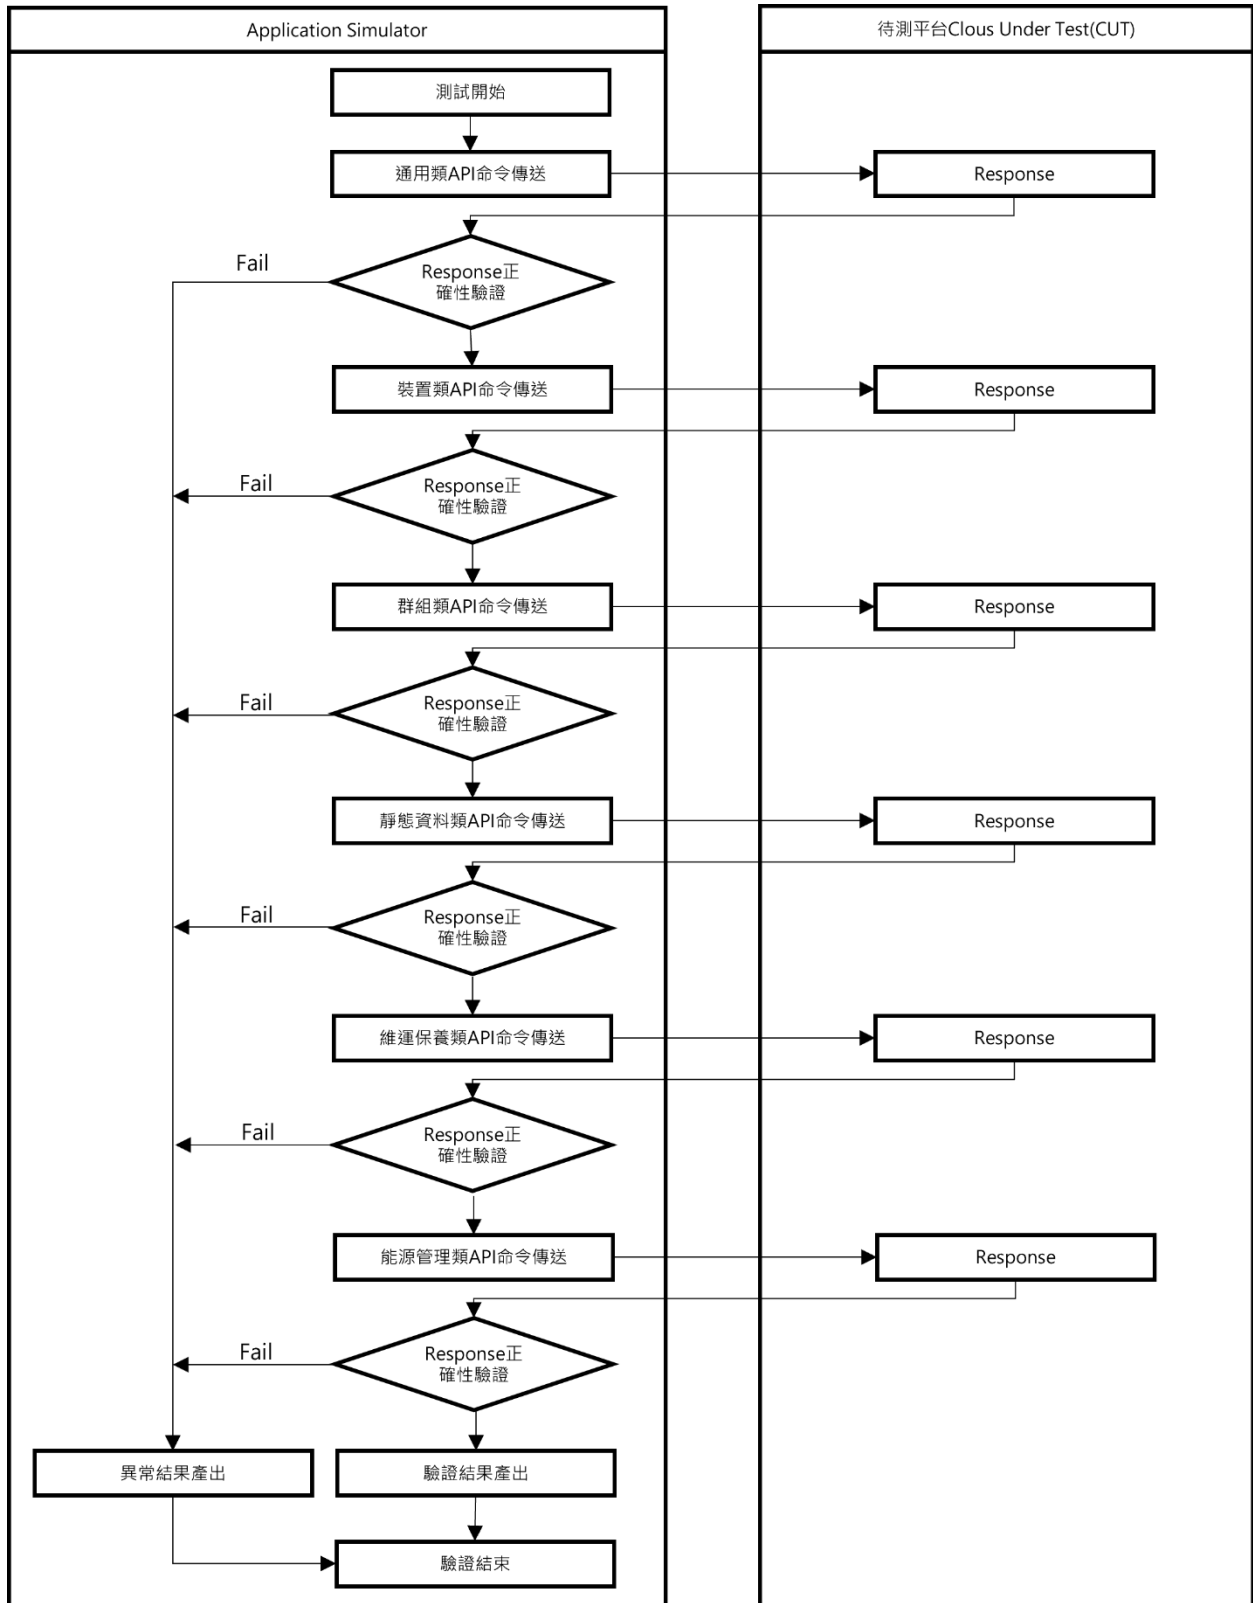 Application Simulator
待測平台Clous Under Test(CUT)
測試開始
通用類API命令傳送
Response
Fail
Response正
確性驗證
裝置類API命令傳送
Response
Fail
Response正
確性驗證
群組類API命令傳送
Response
Fail
Response正
確性驗證
靜態資料類API命令傳送
Response
Fail
Response正
確性驗證
維運保養類API命令傳送
Response
Fail
Response正
確性驗證
能源管理類API命令傳送
Response
Fail
Response正
確性驗證
異常結果產出
驗證結果產出
驗證結束